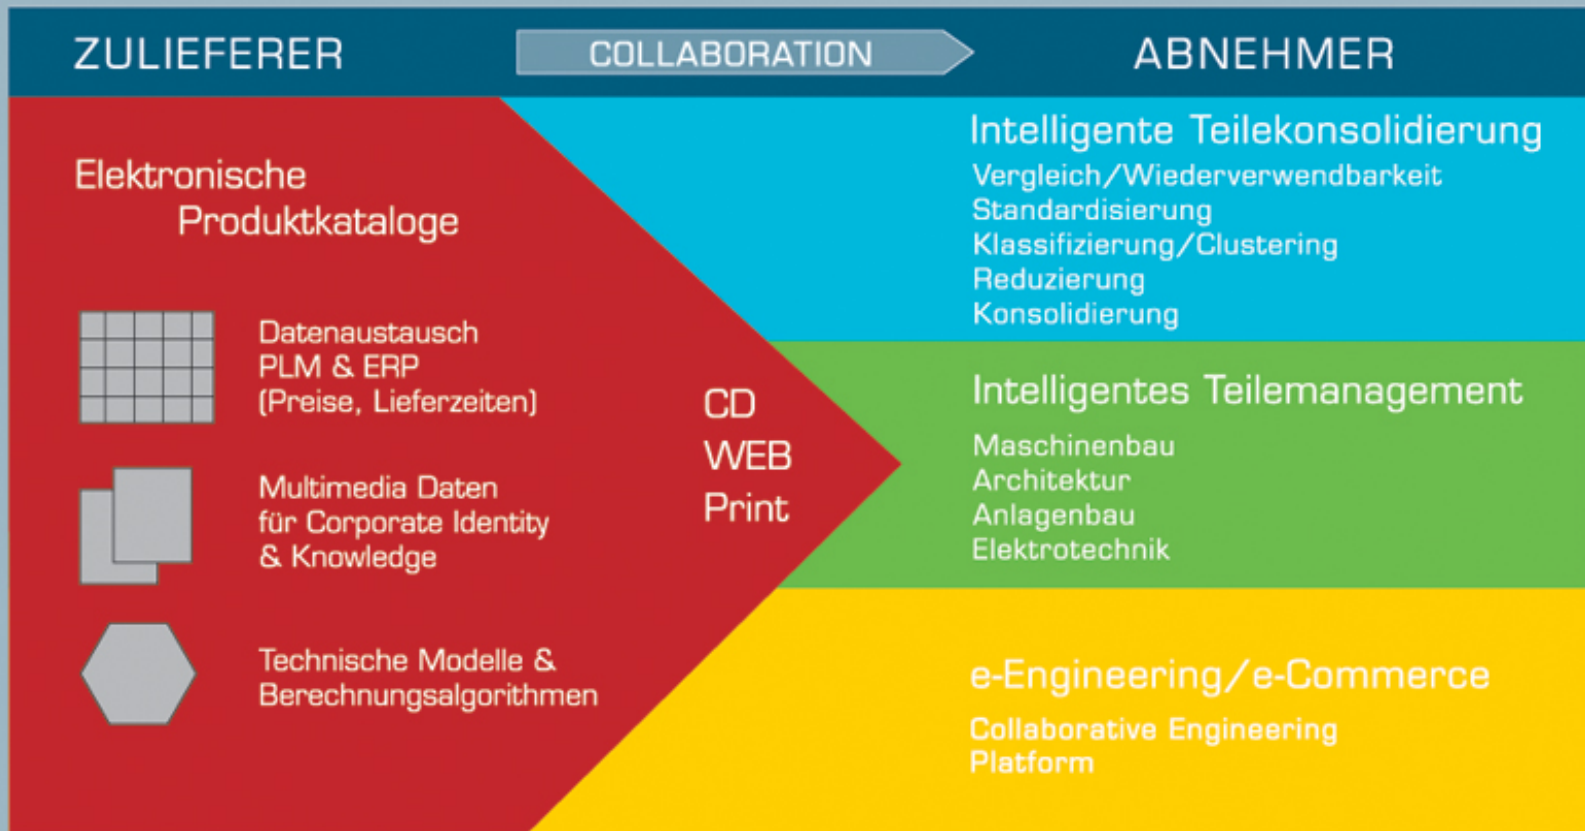 ZULIEFERER
COLLABORATION
ABNEHMER
Elektronische
Produktkataloge
Datenaustausch
PLM & ERP
(Preise, Lieferzeiten)
Multimedia Daten
für Corporate Identity
& Knowledge
Technische Modelle &
Berechnungsalgorithmen
CD
WEB
Print
Intelligente Teilekonsolidierung
Vergleich/Wiederverwendbarkeit
Standardisierung
Klassifizierung/Clustering
Reduzierung
Konsolidierung
Intelligentes Teilemanagement
Maschinenbau
Architektur
Anlagenbau
Elektrotechnik
e-Engineering/e-Commerce
Collaborative Engineering
Platform